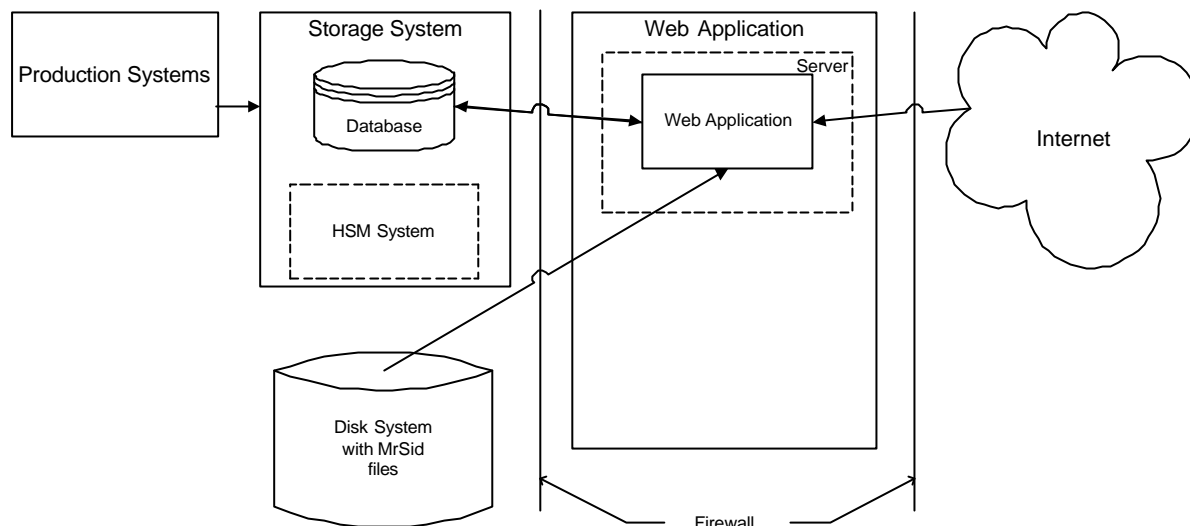 Production Systems
Storage System
Database
HSM System
Disk System
with MrSid
files
Web Application
Server
Web Application
Internet
Firewall